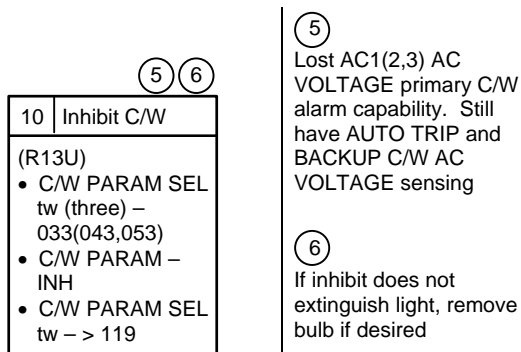 5 6
10 Inhibit C/W
(R13U)
• C/W PARAM SEL
tw (three) –
033(043,053)
• C/W PARAM –
INH
• C/W PARAM SEL
tw – > 119
5
Lost AC1(2,3) AC
VOLTAGE primary C/W
alarm capability. Still
have AUTO TRIP and
BACKUP C/W AC
VOLTAGE sensing
6
If inhibit does not
extinguish light, remove
bulb if desired